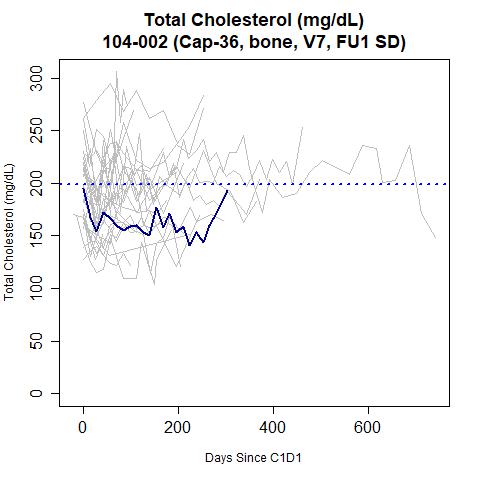 Total Cholesterol (mg/dL)
104-002 (Cap-36, bone, V7, FU1 SD)
Total Cholesterol (mg/dL)
300
250
200
150
100
50
0
0 200 400 600
Days Since C1D1